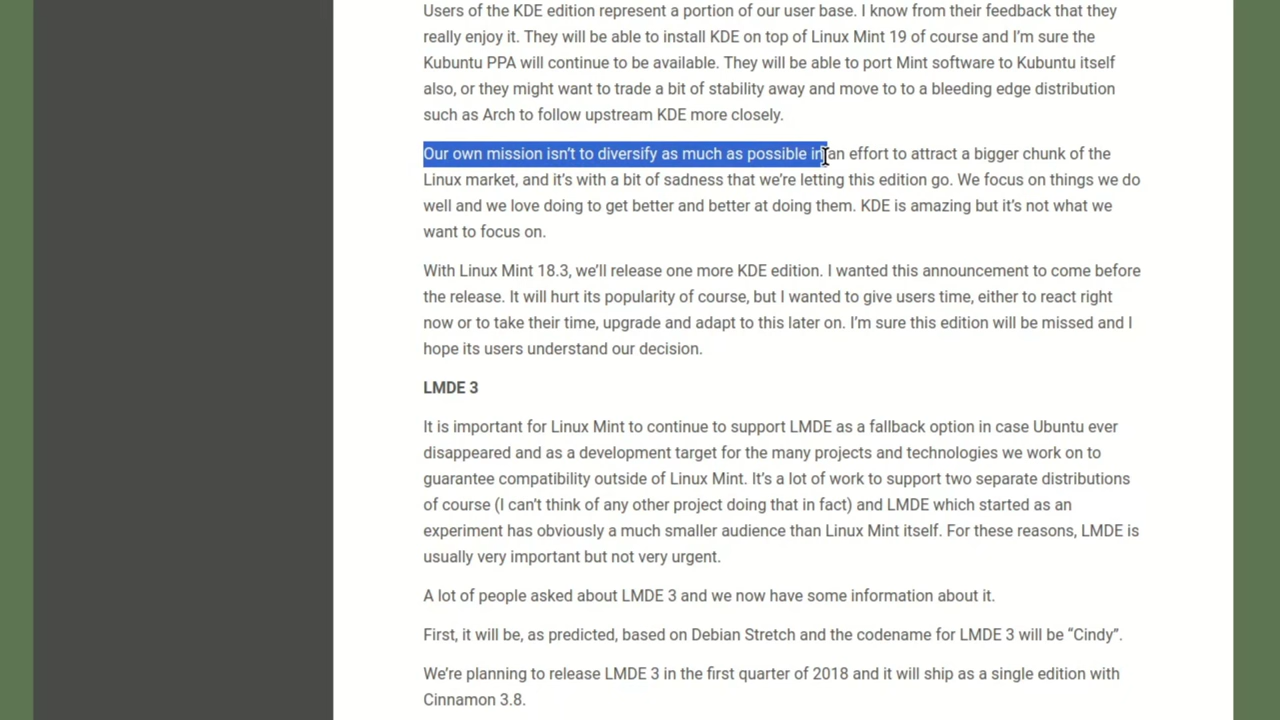 Users of the KDE edition represent a portion of our user base. I know from their feedback that they
really enjoy it. They will be able to install KDE on top of Linux Mint 19 of course and I’m sure the
Kubuntu PPA will continue to be available. They will be able to port Mint software to Kubuntu itself
also, or they might want to trade a bit of stability away and move to to a bleeding edge distribution
such as Arch to follow upstream KDE more closely.
Our own mission isn’t to diversify as much as possible in an effort to attract a bigger chunk of the
Linux market, and it’s with a bit of sadness that we’re letting this edition go. We focus on things we do
well and we love doing to get better and better at doing them. KDE is amazing but it’s not what we
want to focus on.
With Linux Mint 18.3, we’ll release one more KDE edition. I wanted this announcement to come before
the release. It will hurt its popularity of course, but I wanted to give users time, either to react right
now or to take their time, upgrade and adapt to this later on. I’m sure this edition will be missed and I
hope its users understand our decision.
LMDE 3
It is important for Linux Mint to continue to support LMDE as a fallback option in case Ubuntu ever
disappeared and as a development target for the many projects and technologies we work on to
guarantee compatibility outside of Linux Mint. It’s a lot of work to support two separate distributions
of course (I can’t think of any other project doing that in fact) and LMDE which started as an
experiment has obviously a much smaller audience than Linux Mint itself. For these reasons, LMDE is
usually very important but not very urgent.
A lot of people asked about LMDE 3 and we now have some information about it.
First, it will be, as predicted, based on Debian Stretch and the codename for LMDE 3 will be “Cindy”.
We’re planning to release LMDE 3 in the first quarter of 2018 and it will ship as a single edition with
Cinnamon 3.8.